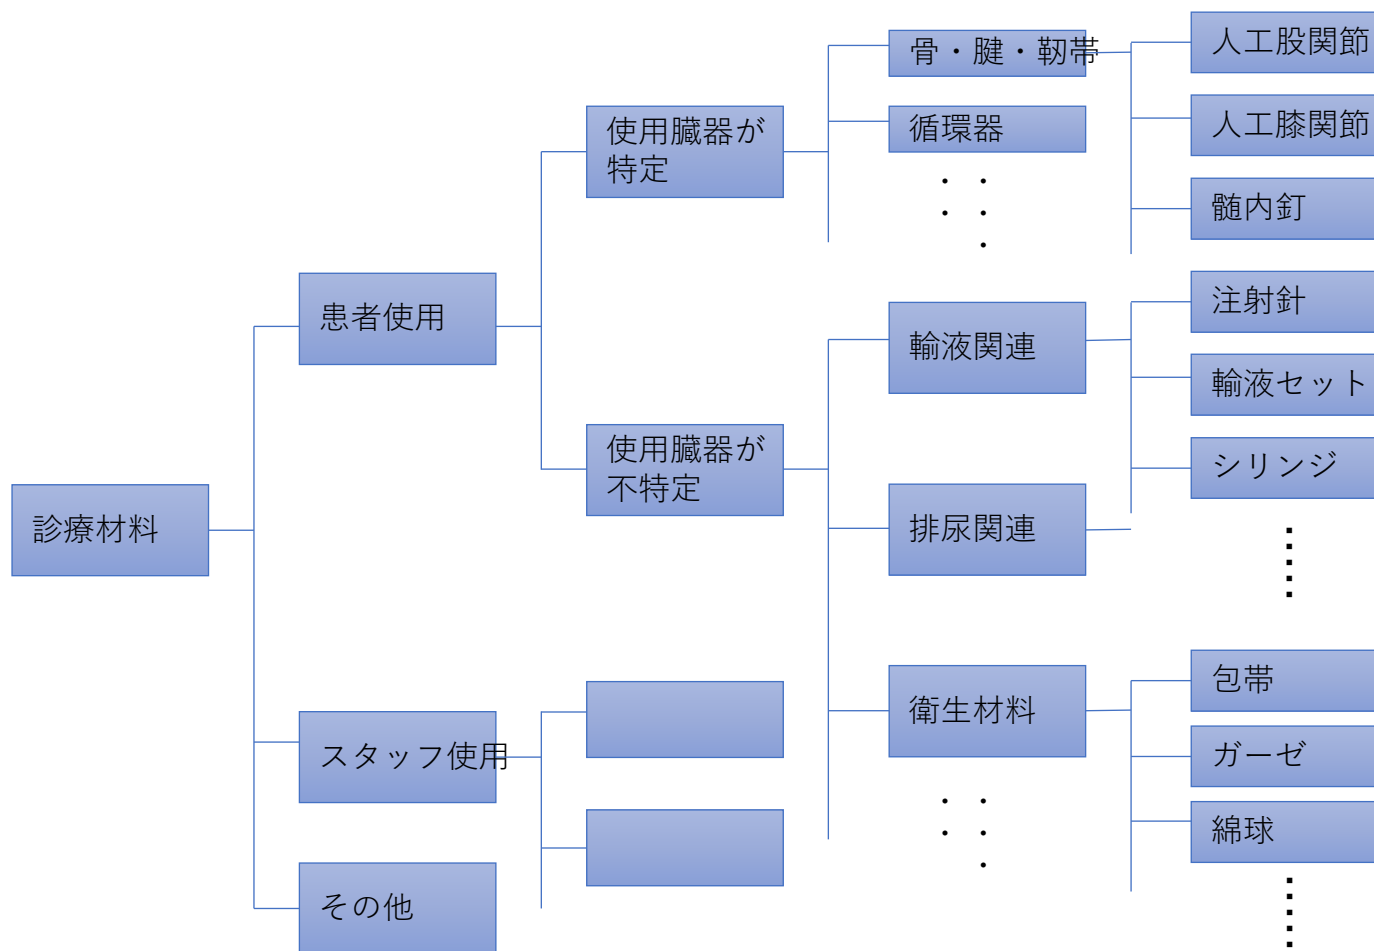 診療材料
患者使用
スタッフ使用
その他
使用臓器が
特定
使用臓器が
不特定
骨・腱・靭帯
循環器
輸液関連
排尿関連
衛生材料
人工股関節
人工膝関節
髄内釘
注射針
輸液セット
シリンジ
包帯
ガーゼ
綿球